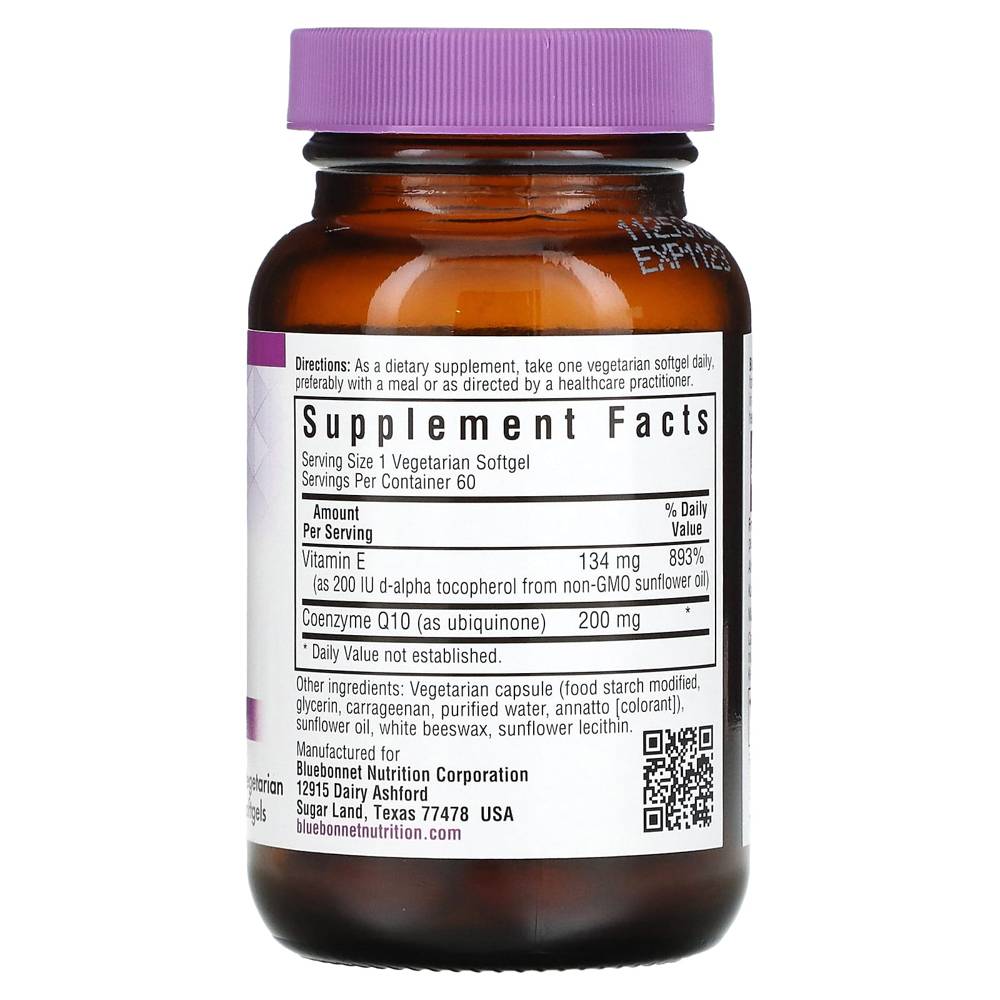 EXP1123
Directions: As a dietary supplement, take one vegetarian softgel daily,
preferably with a meal or as directed by a healthcare practitioner.
Supplement Facts
Serving Size 1 Vegetarian Softgel
Servings Per Container 60
Amount % Daily
Per Serving Value
Vitamin E 134 mg 893%
(as 200 IU d-alpha tocopherol from non-GMO sunflower oil)
Coenzyme Q10 (as ubiquinone) 200 mg *
* Daily Value not established.
Other ingredients: Vegetarian capsule (food starch modified,
glycerin, carrageenan, purified water, annatto [colorant]),
sunflower oil, white beeswax, sunflower lecithin.
Manufactured for
Bluebonnet Nutrition Corporation
12915 Dairy Ashford
Sugar Land, Texas 77478 USA
bluebonnetnutrition.com